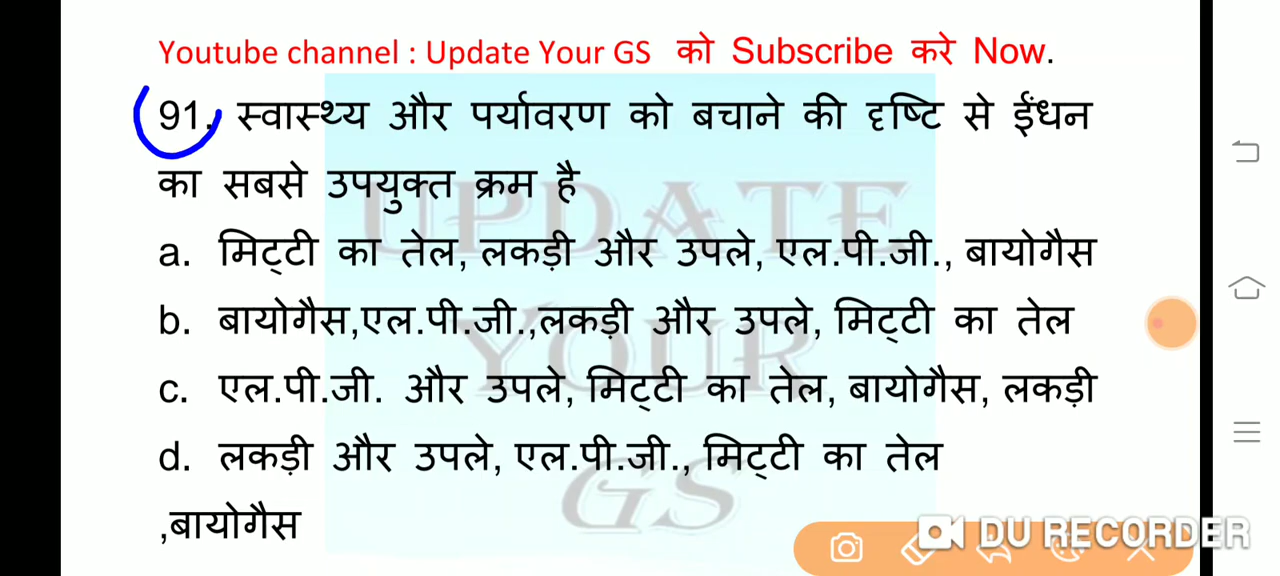 Youtube channel : Update Your GS को Subscribe करे Now.
91. स्वास्थ्य और पर्यावरण को बचाने की दृष्टि से ईंधन
का सबसे उपयुक्त क्रम है
a. मिट्टी का तेल, लकड़ी और उपले, एल.पी.जी., बायोगैस
b. बायोगैस,एल.पी.जी.,लकड़ी और उपले, मिट्टी का तेल
c. एल.पी.जी. और उपले, मिट्टी का तेल, बायोगैस, लकड़ी
d. लकड़ी और उपले, एल.पी.जी., मिट्टी का तेल
,बायोगैस
UPDATE
YOUR
GS
DU RECORDER